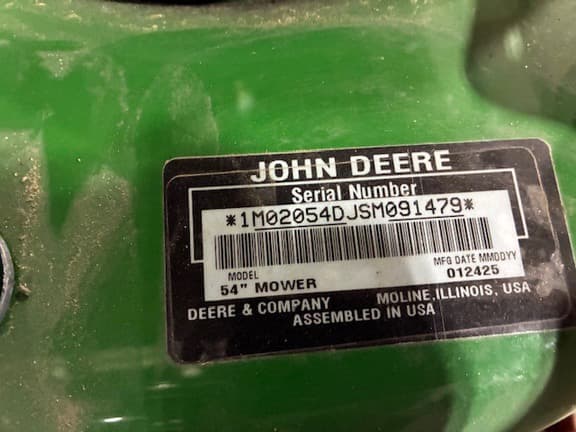 JOHN DEERE
Serial Number
*1M02054DJSM091479*
MODEL MFG DATE MMDDYY
54" MOWER 012425
DEERE & COMPANY MOLINE,ILLINOIS, USA
ASSEMBLED IN USA